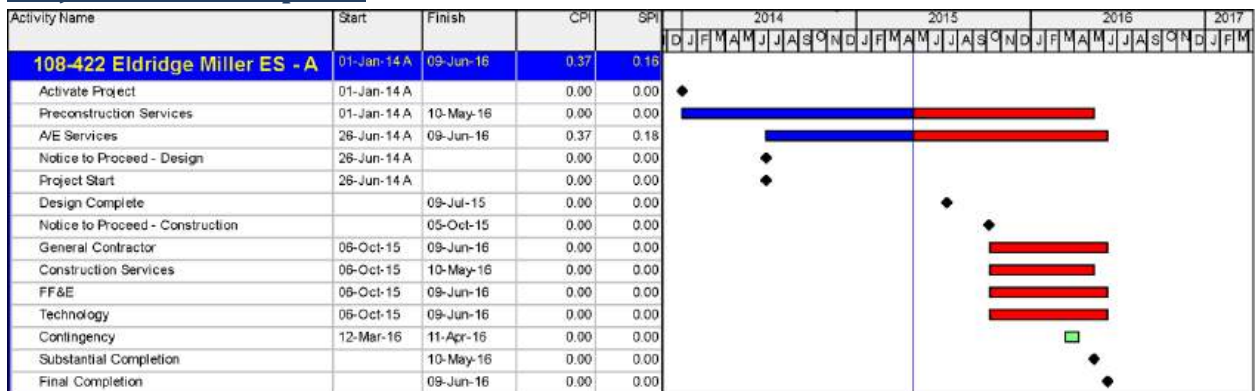 Activity Name Start Finish CPI SPI 2014 2015 2016 2017
D J F M A M J J A S O N D J F M A M J J A S O N D J F M A M J J A S O N D J F M
108-422 Eldridge Miller ES - A 01-Jan-14 A 09-Jun-16 0.37 0.16
Activate Project 01-Jan-14 A 0.00 0.00
Preconstruction Services 01-Jan-14 A 10-May-16 0.00 0.00
A/E Services 26-Jun-14 A 09-Jun-16 0.37 0.18
Notice to Proceed - Design 26-Jun-14 A 0.00 0.00
Project Start 26-Jun-14 A 0.00 0.00
Design Complete 09-Jul-15 0.00 0.00
Notice to Proceed - Construction 05-Oct-15 0.00 0.00
General Contractor 06-Oct-15 09-Jun-16 0.00 0.00
Construction Services 06-Oct-15 10-May-16 0.00 0.00
FF&E 06-Oct-15 09-Jun-16 0.00 0.00
Technology 06-Oct-15 09-Jun-16 0.00 0.00
Contingency 12-Mar-16 11-Apr-16 0.00 0.00
Substantial Completion 10-May-16 0.00 0.00
Final Completion 09-Jun-16 0.00 0.00